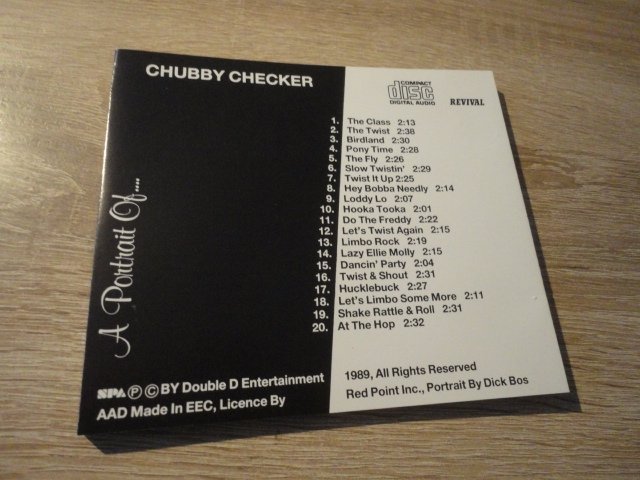 CHUBBY CHECKER
COMPACT
disc
DIGITAL AUDIO
REVIVAL
A Portrait Of....
1. The Class 2:13
2. The Twist 2:38
3. Birdland 2:30
4. Pony Time 2:28
5. The Fly 2:26
6. Slow Twistin' 2:29
7. Twist It Up 2:25
8. Hey Bobba Needly 2:14
9. Loddy Lo 2:07
10. Hooka Tooka 2:01
11. Do The Freddy 2:22
12. Let's Twist Again 2:15
13. Limbo Rock 2:19
14. Lazy Ellie Molly 2:15
15. Dancin' Party 2:04
16. Twist & Shout 2:31
17. Hucklebuck 2:27
18. Let's Limbo Some More 2:11
19. Shake Rattle & Roll 2:31
20. At The Hop 2:32
SPA Ⓟ © BY Double D Entertainment
AAD Made In EEC, Licence By
1989, All Rights Reserved
Red Point Inc., Portrait By Dick Bos